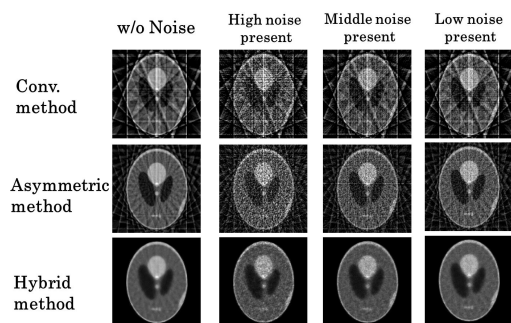 w/o Noise
High noise
present
Middle noise
present
Low noise
present
Conv.
method
Asymmetric
method
Hybrid
method